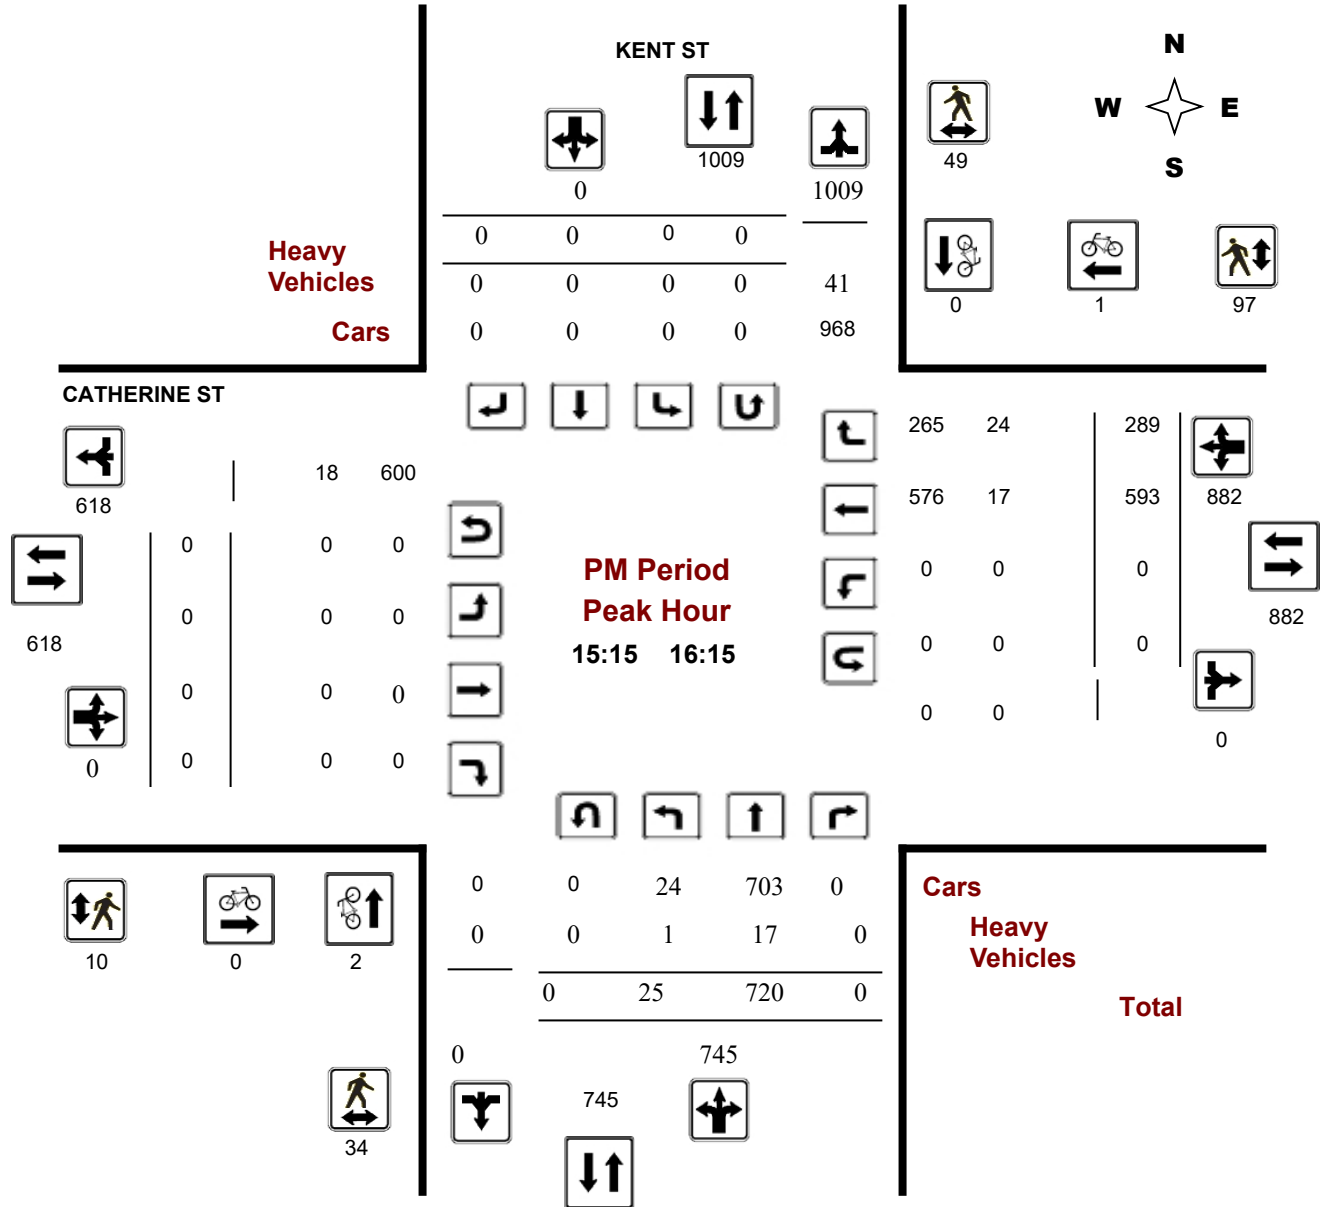 KENT ST
N
W E
S
1009
49
0
1009
0 0 0 0
Heavy
Vehicles
0 0 0 0 41
Cars
0 0 0 0 968
0
1
97
CATHERINE ST
265 24 289
618
18 600
576 17 593 882
0 0 0
0 0 0
PM Period
Peak Hour
15:15 16:15
618
0 0 0
882
0 0 0
0 0 0
0 0
0
0
0 0 0
0 0 24 703 0
0 0 1 17 0
0 25 720 0
Cars
Heavy
Vehicles
Total
10
0
2
0
745
745
34